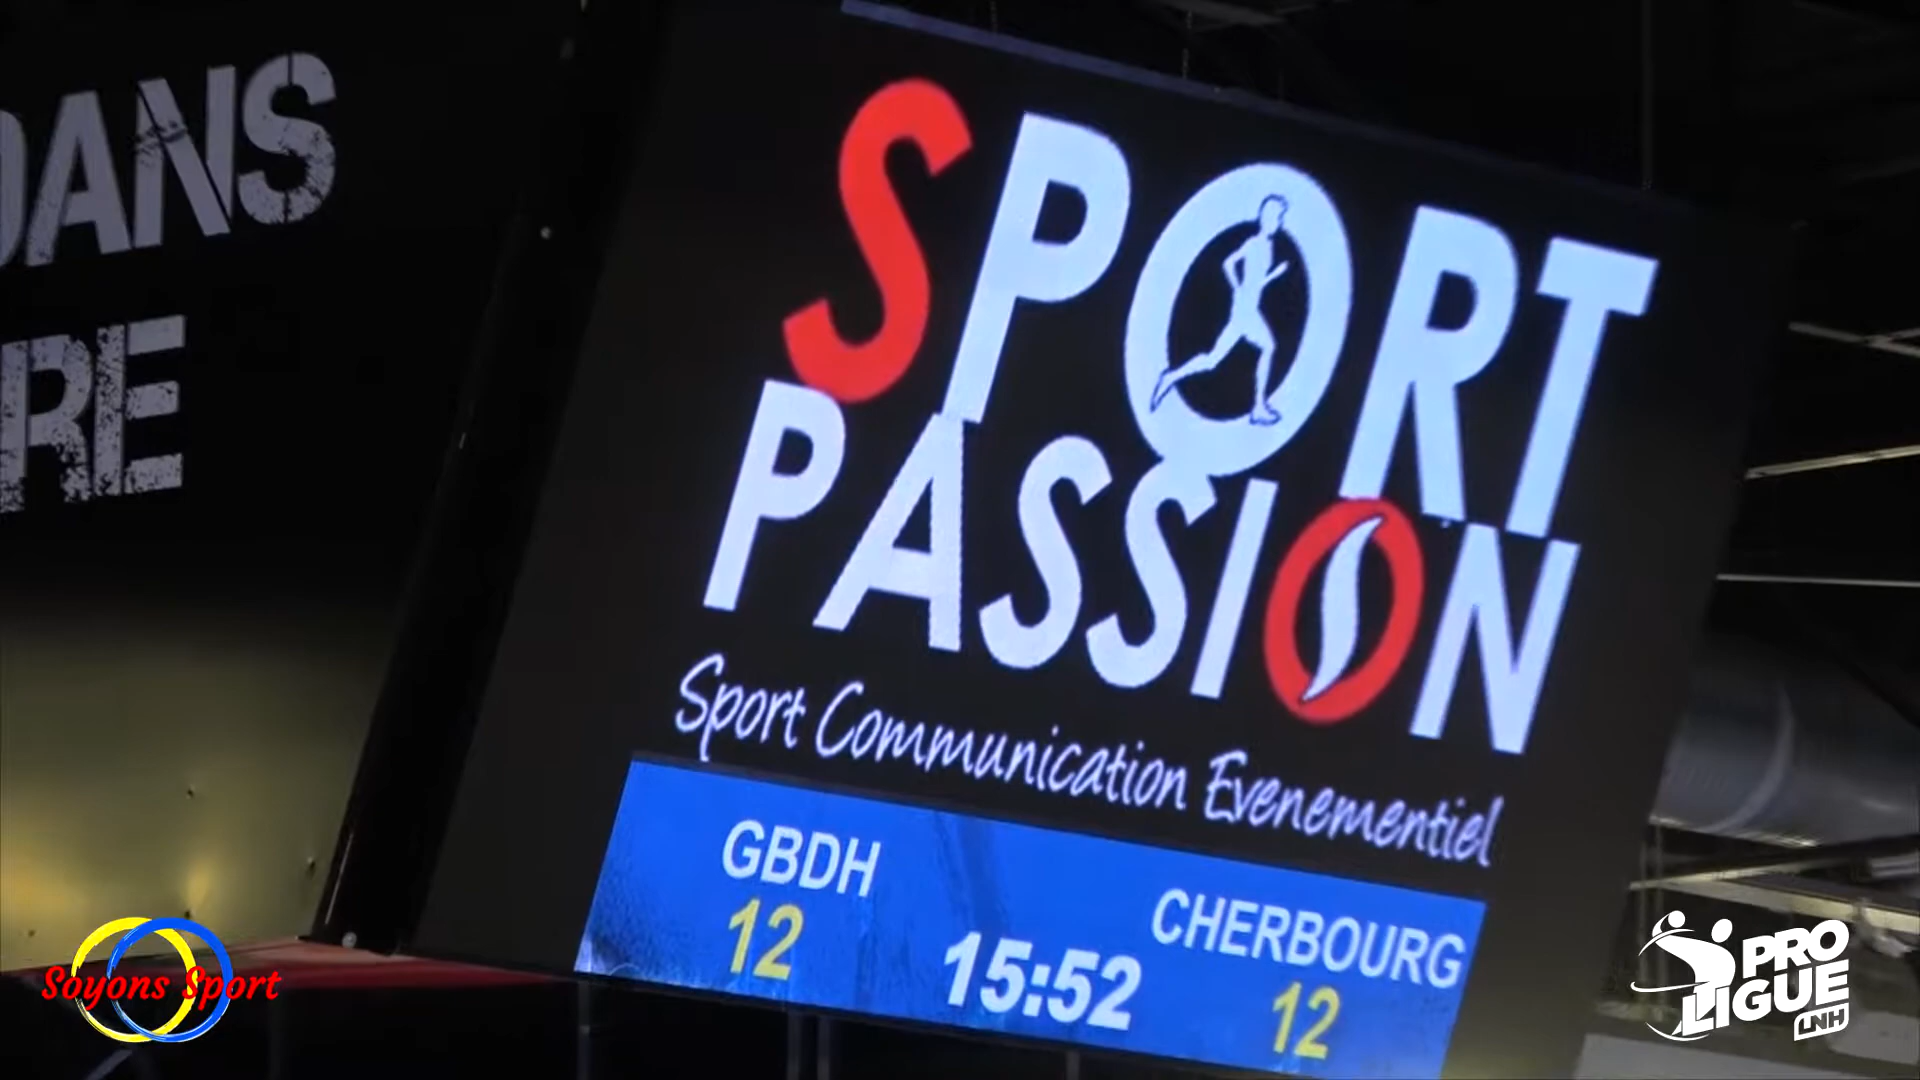 DANS
RE
SPORT
PASSION
Sport Communication Evenementiel
GBDH
12
15:52
CHERBOURG
12
Soyons Sport
PRO
LIGUE
LNH